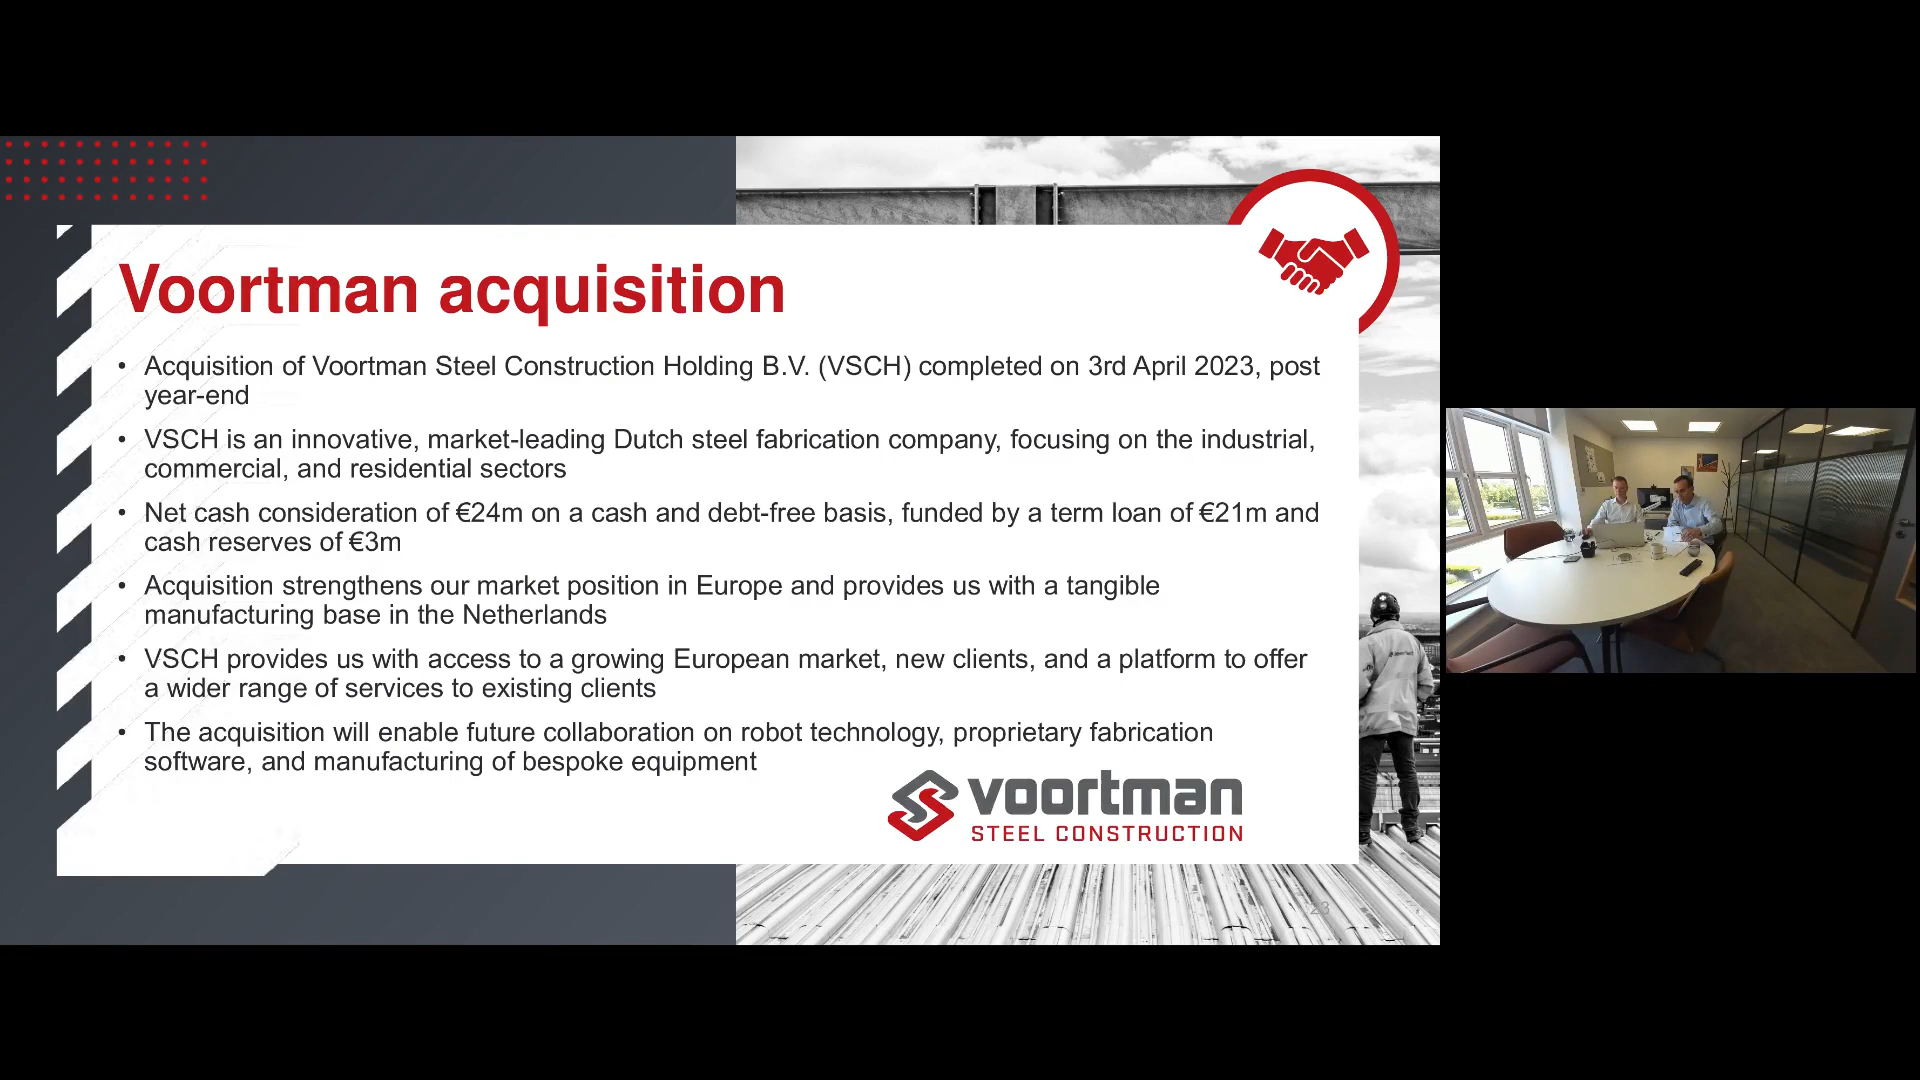 Voortman acquisition
• Acquisition of Voortman Steel Construction Holding B.V. (VSCH) completed on 3rd April 2023, post
year-end
• VSCH is an innovative, market-leading Dutch steel fabrication company, focusing on the industrial,
commercial, and residential sectors
• Net cash consideration of €24m on a cash and debt-free basis, funded by a term loan of €21m and
cash reserves of €3m
• Acquisition strengthens our market position in Europe and provides us with a tangible
manufacturing base in the Netherlands
• VSCH provides us with access to a growing European market, new clients, and a platform to offer
a wider range of services to existing clients
• The acquisition will enable future collaboration on robot technology, proprietary fabrication
software, and manufacturing of bespoke equipment
voortman
STEEL CONSTRUCTION
23